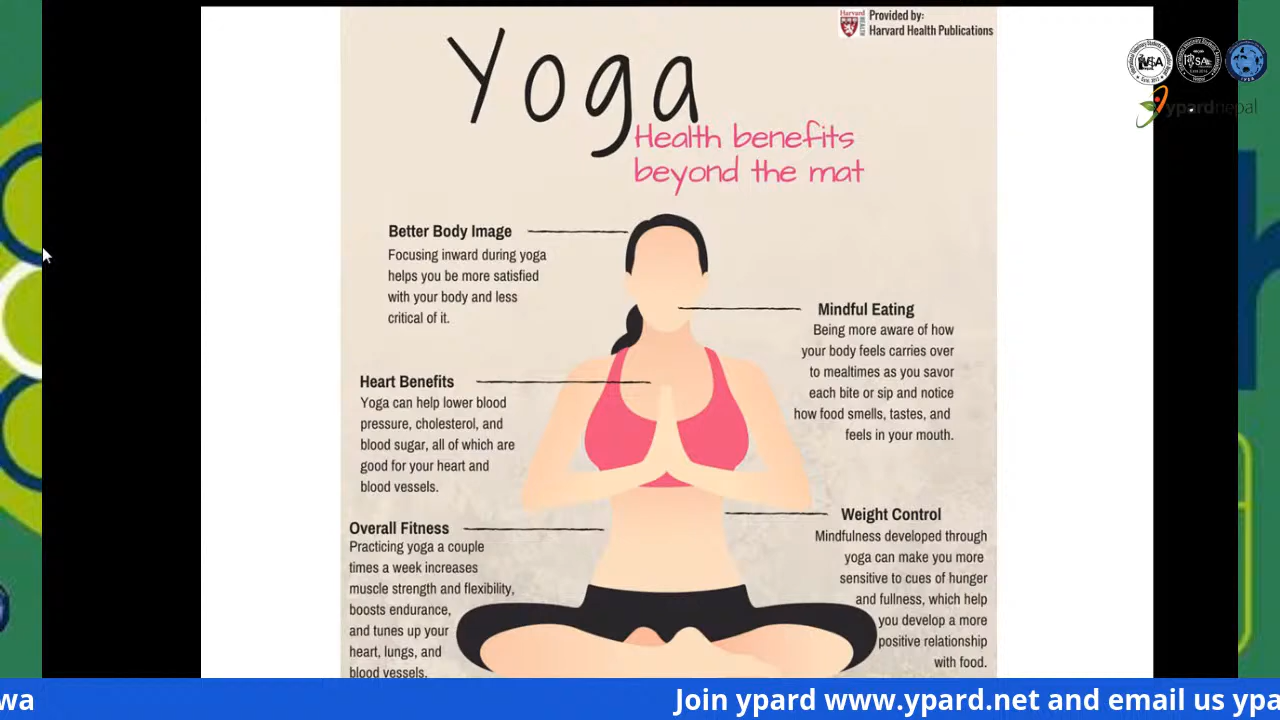 Provided by:
Harvard Health Publications
Yoga
Health benefits
beyond the mat
Better Body Image
Focusing inward during yoga
helps you be more satisfied
with your body and less
critical of it.
Mindful Eating
Being more aware of how
your body feels carries over
to mealtimes as you savor
each bite or sip and notice
how food smells, tastes, and
feels in your mouth.
Heart Benefits
Yoga can help lower blood
pressure, cholesterol, and
blood sugar, all of which are
good for your heart and
blood vessels.
Overall Fitness
Practicing yoga a couple
times a week increases
muscle strength and flexibility,
boosts endurance,
and tunes up your
heart, lungs, and
blood vessels.
Weight Control
Mindfulness developed through
yoga can make you more
sensitive to cues of hunger
and fullness, which help
you develop a more
positive relationship
with food.
ypardnepal
wa
Join ypard www.ypard.net and email us ypa